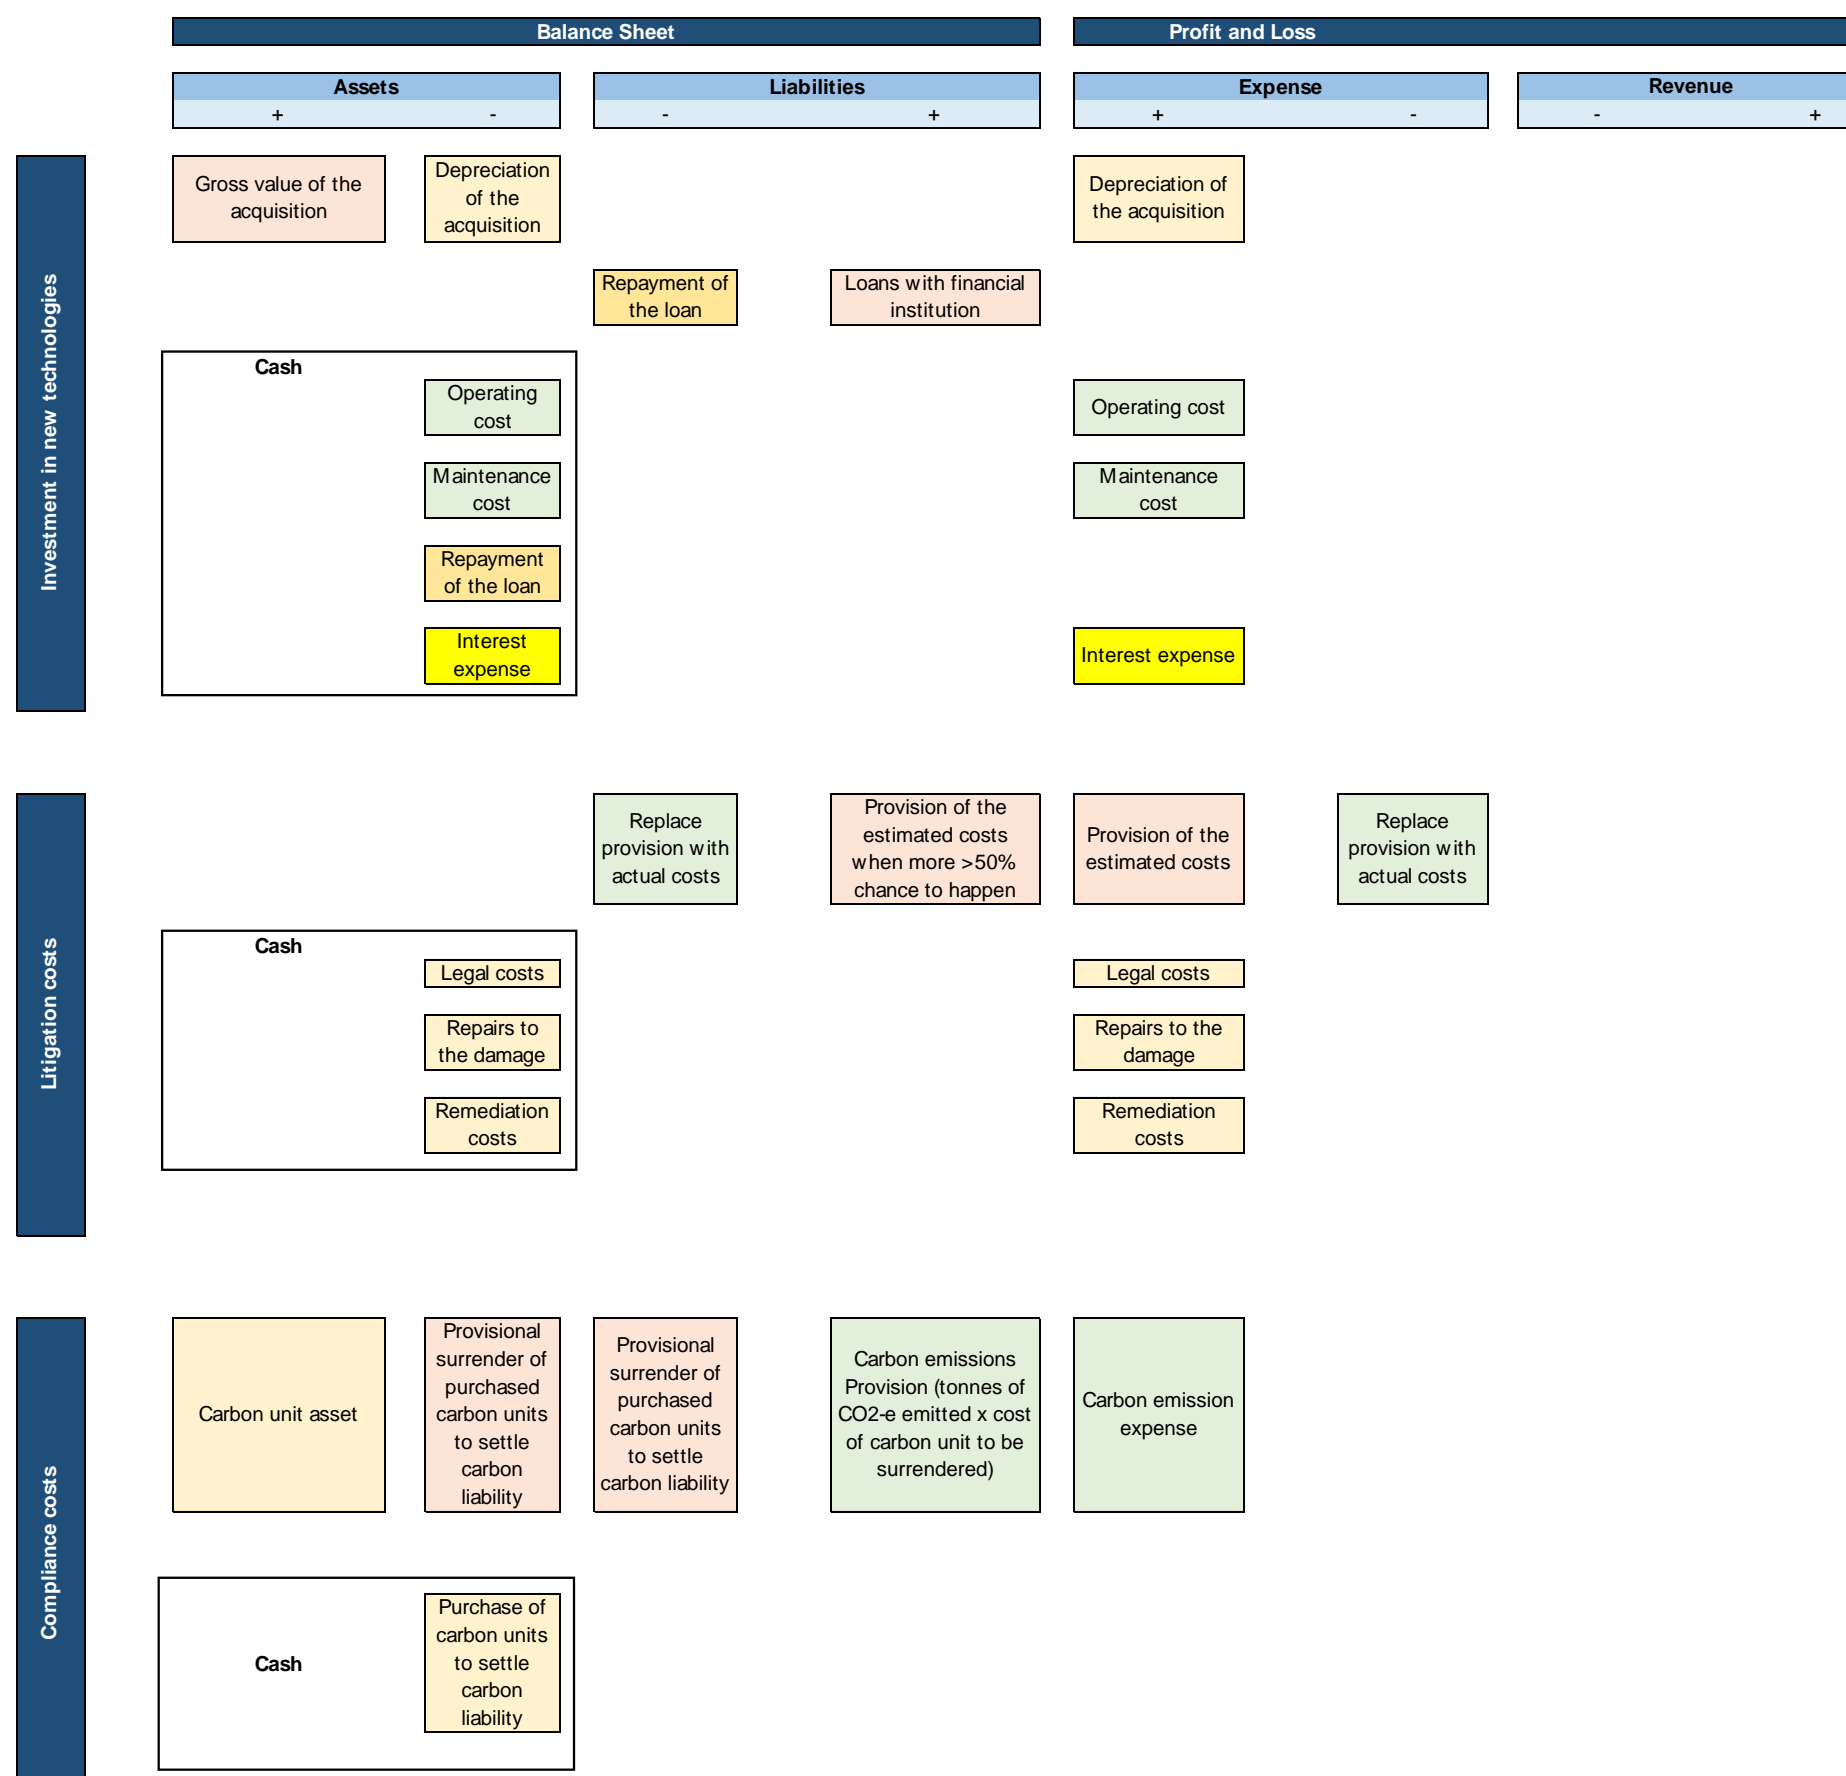 Balance Sheet
Profit and Loss
Assets
Liabilities
Expense
Revenue
+ -
- +
+ -
- +
Investment in new technologies
Gross value of the
acquisition
Depreciation
of the
acquisition
Depreciation of
the acquisition
Repayment of
the loan
Loans with financial
institution
Cash
Operating
cost
Operating cost
Maintenance
cost
Maintenance
cost
Repayment
of the loan
Interest
expense
Interest expense
Litigation costs
Replace
provision with
actual costs
Provision of the
estimated costs
when more >50%
chance to happen
Provision of the
estimated costs
Replace
provision with
actual costs
Cash
Legal costs
Legal costs
Repairs to
the damage
Repairs to the
damage
Remediation
costs
Remediation
costs
Compliance costs
Carbon unit asset
Provisional
surrender of
purchased
carbon units
to settle
carbon
liability
Provisional
surrender of
purchased
carbon units
to settle
carbon liability
Carbon emissions
Provision (tonnes of
CO2-e emitted x cost
of carbon unit to be
surrendered)
Carbon emission
expense
Cash
Purchase of
carbon units
to settle
carbon
liability